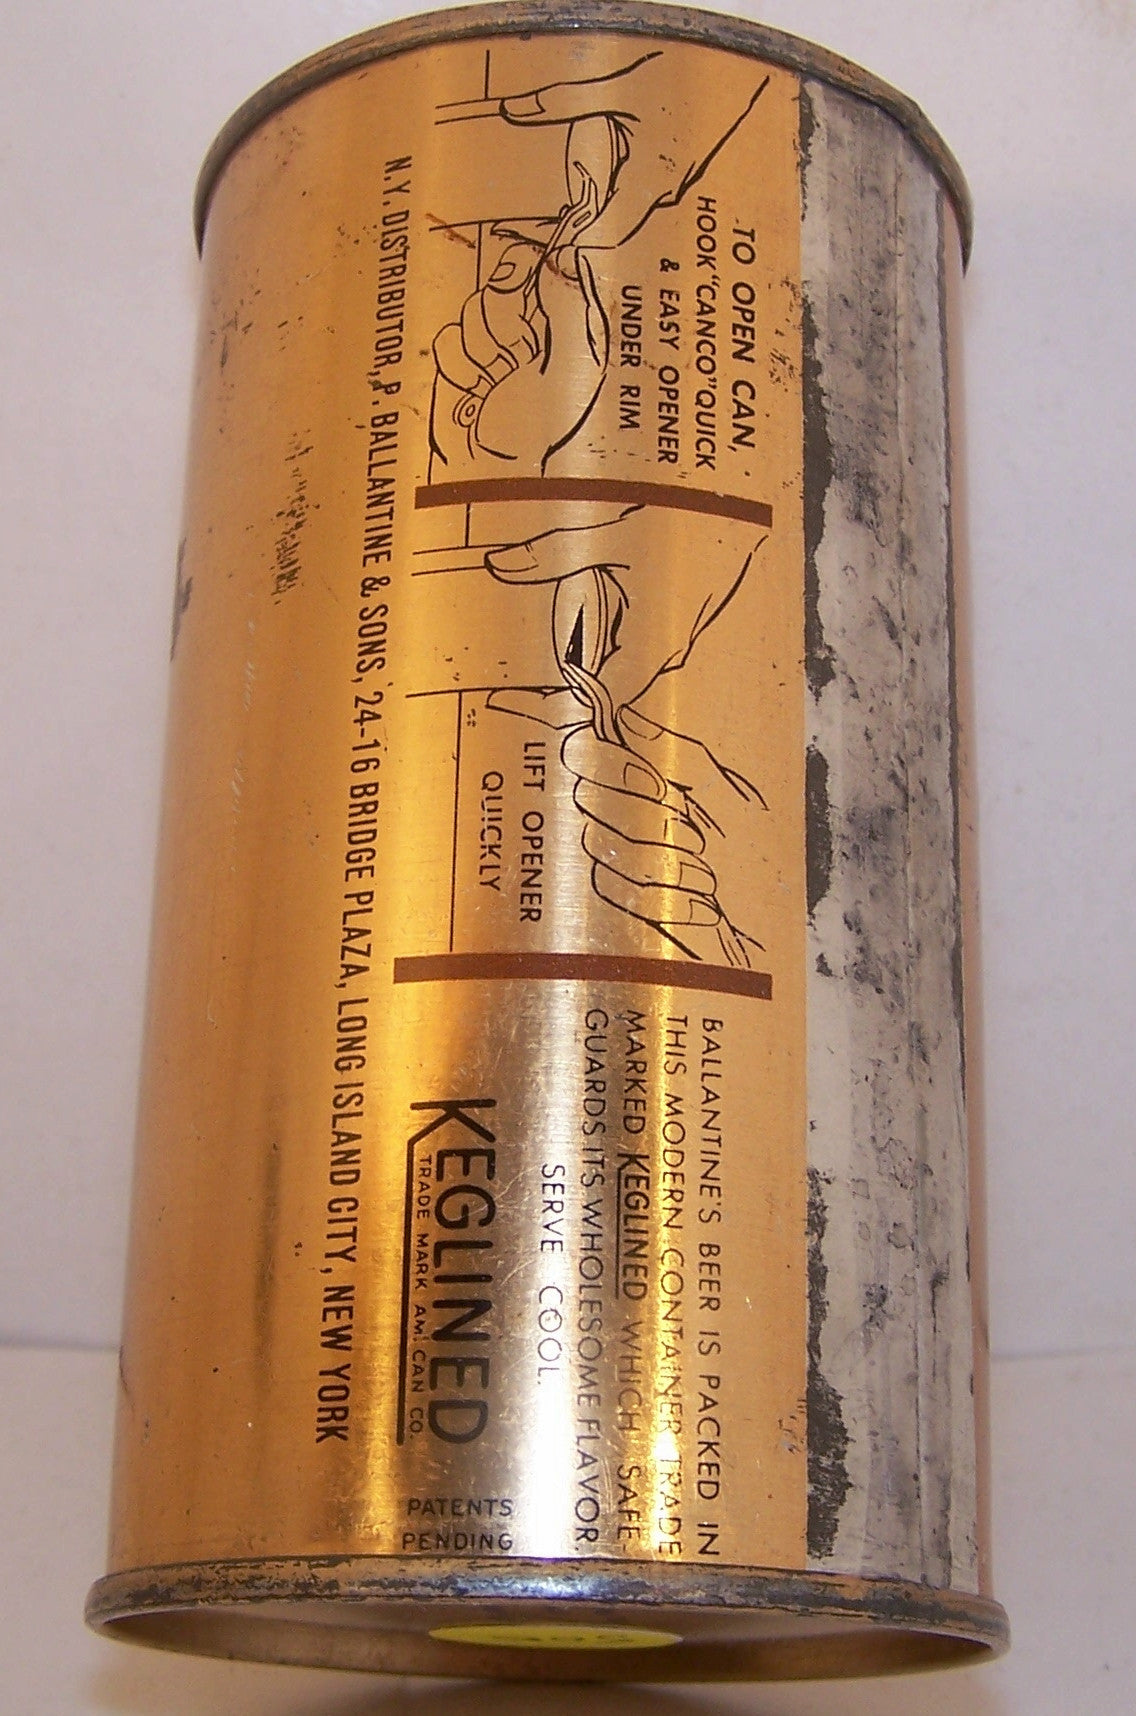 TO OPEN CAN,
HOOK "CANCO" QUICK
& EASY OPENER
UNDER RIM
LIFT OPENER
QUICKLY
BALLANTINE'S BEER IS PACKED IN
THIS MODERN CONTAINER TRADE
MARKED KEGLINED WHICH SAFE-
GUARDS ITS WHOLESOME FLAVOR.
SERVE COOL.
KEGLINED
TRADE MARK AM. CAN CO.
PATENTS
PENDING
N.Y. DISTRIBUTOR, P. BALLANTINE & SONS, 24-16 BRIDGE PLAZA, LONG ISLAND CITY, NEW YORK